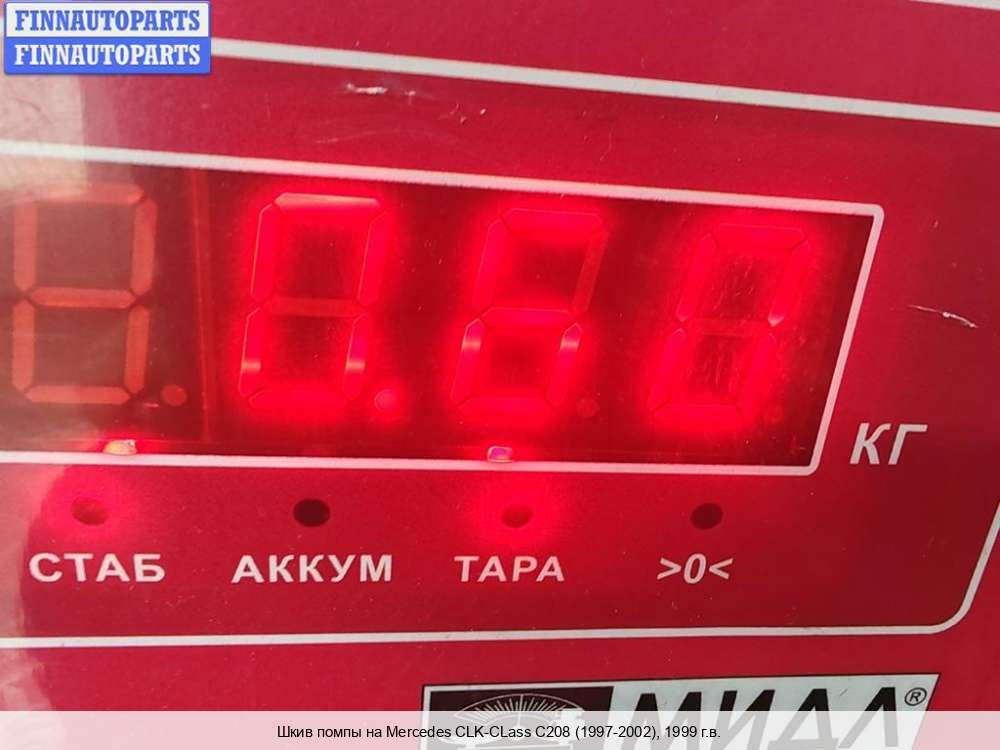 FINNAUTOPARTS
FINNAUTOPARTS
0.60
КГ
СТАБ АККУМ ТАРА >0<
МИДЛ®
Шкив помпы на Mercedes CLK-CLass C208 (1997-2002), 1999 г.в.